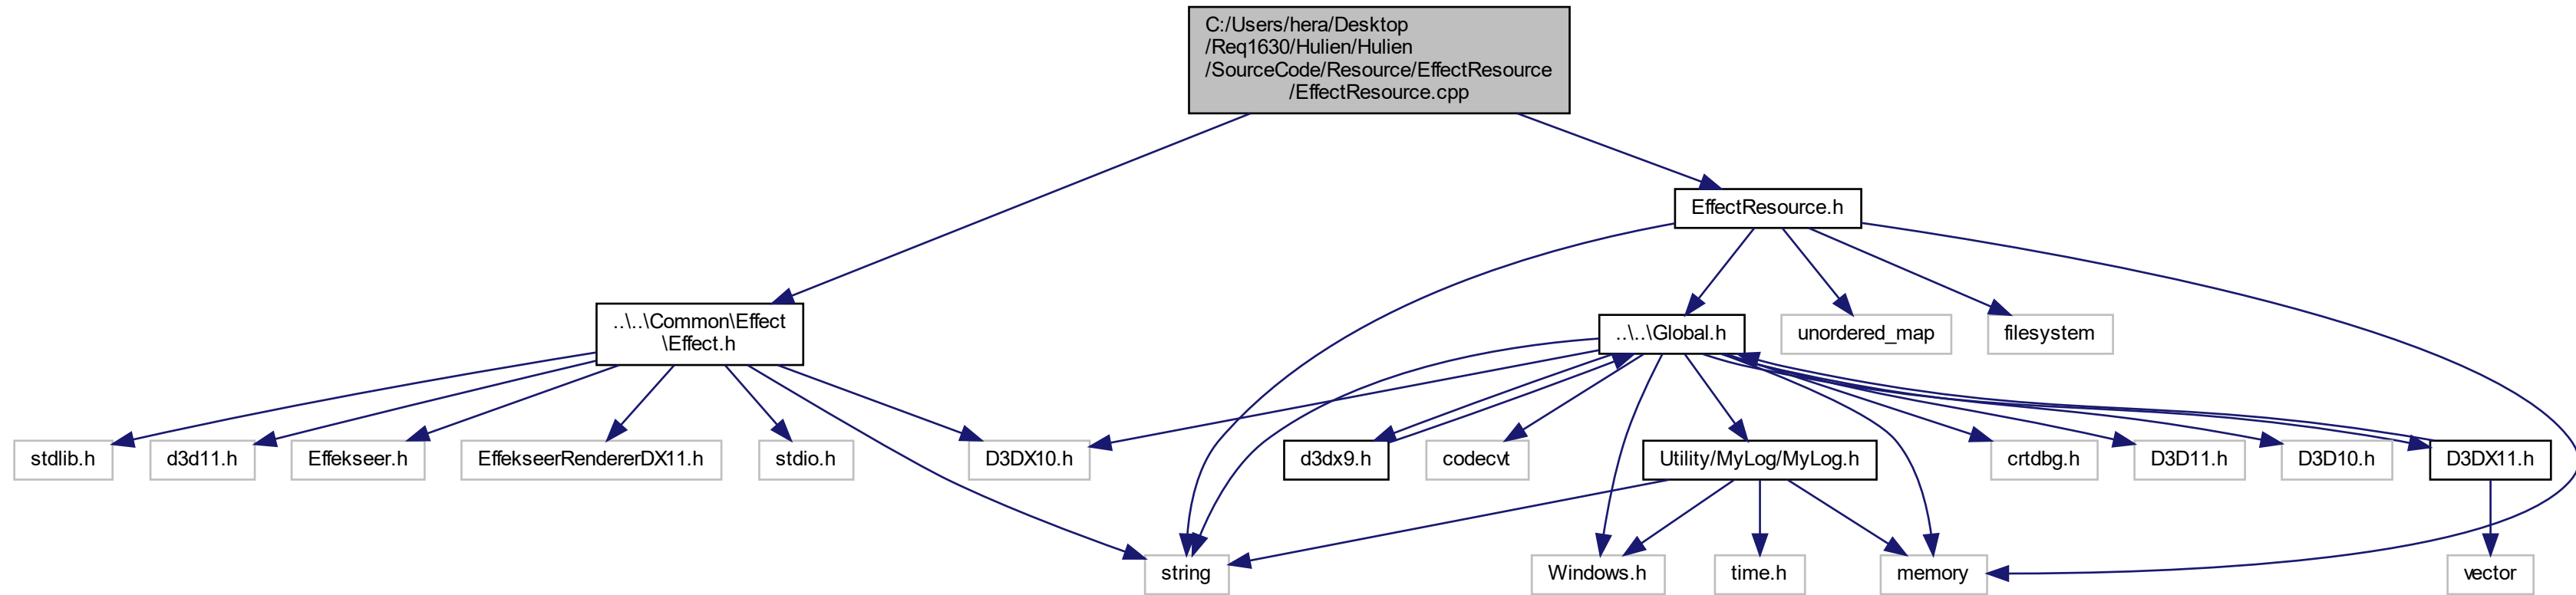 C:/Users/hera/Desktop
/Req1630/Hulien/Hulien
/SourceCode/Resource/EffectResource
/EffectResource.cpp
EffectResource.h
..\..\Common\Effect
\Effect.h
..\..\Global.h
unordered_map
filesystem
stdlib.h
d3d11.h
Effekseer.h
EffekseerRendererDX11.h
stdio.h
D3DX10.h
d3dx9.h
codecvt
Utility/MyLog/MyLog.h
crtdbg.h
D3D11.h
D3D10.h
D3DX11.h
string
Windows.h
time.h
memory
vector